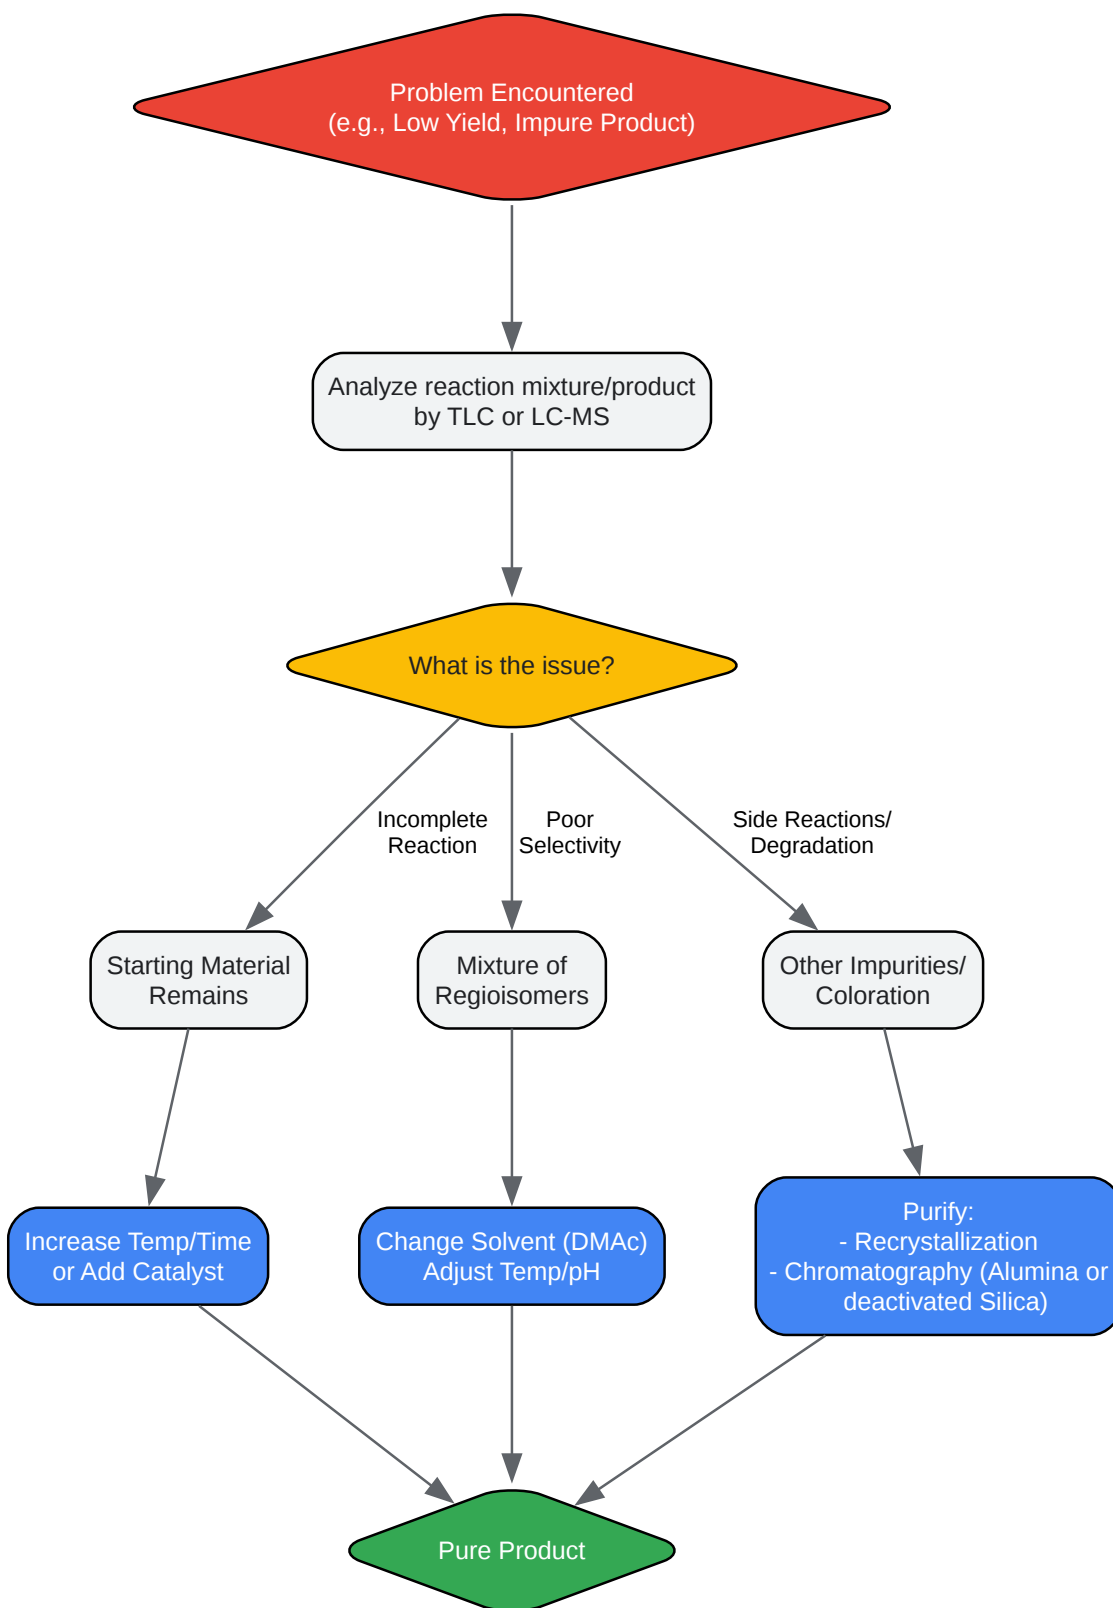 Problem Encountered
(e.g., Low Yield, Impure Product)
Analyze reaction mixture/product
by TLC or LC-MS
What is the issue?
Incomplete
Reaction
Poor
Selectivity
Side Reactions/
Degradation
Starting Material
Remains
Mixture of
Regioisomers
Other Impurities/
Coloration
Increase Temp/Time
or Add Catalyst
Change Solvent (DMAc)
Adjust Temp/pH
Purify:
- Recrystallization
- Chromatography (Alumina or
deactivated Silica)
Pure Product